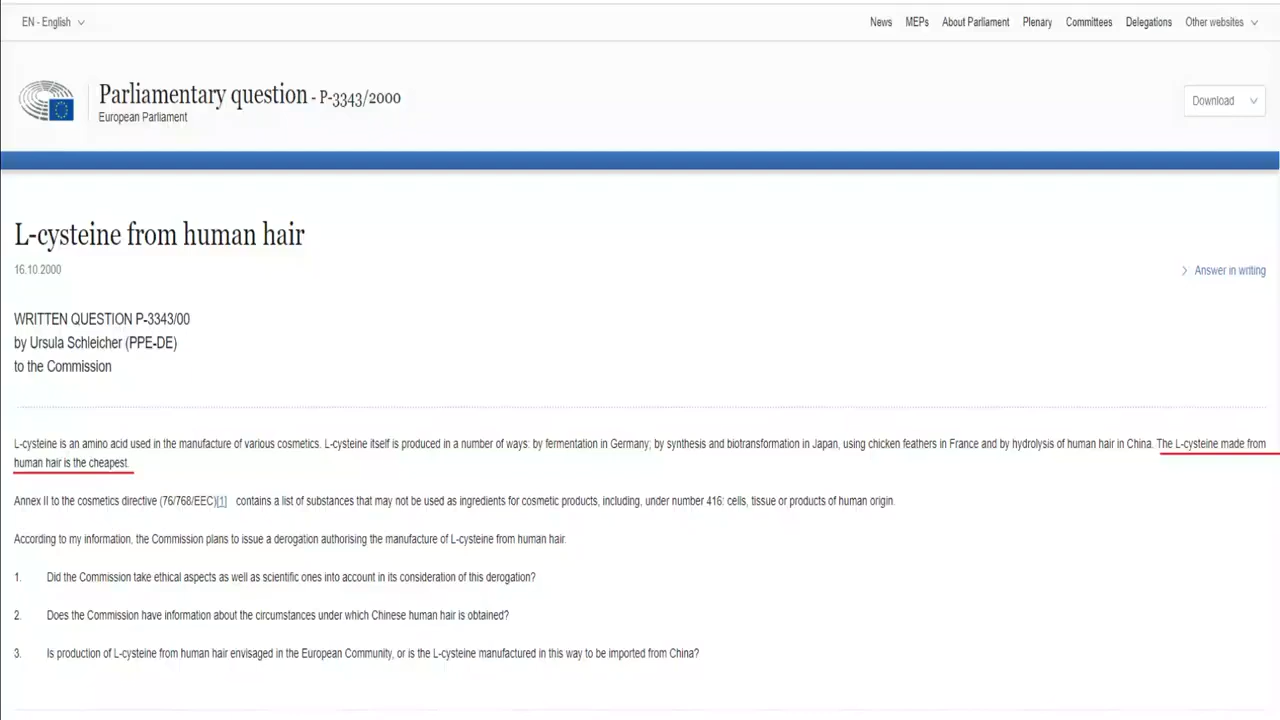 EN - English
News MEPs About Parliament Plenary Committees Delegations Other websites
Parliamentary question - P-3343/2000
European Parliament
Download
L-cysteine from human hair
16.10.2000
Answer in writing
WRITTEN QUESTION P-3343/00
by Ursula Schleicher (PPE-DE)
to the Commission
L-cysteine is an amino acid used in the manufacture of various cosmetics. L-cysteine itself is produced in a number of ways: by fermentation in Germany; by synthesis and biotransformation in Japan, using chicken feathers in France and by hydrolysis of human hair in China. The L-cysteine made from
human hair is the cheapest.
Annex II to the cosmetics directive (76/768/EEC)[1] contains a list of substances that may not be used as ingredients for cosmetic products, including, under number 416: cells, tissue or products of human origin.
According to my information, the Commission plans to issue a derogation authorising the manufacture of L-cysteine from human hair.
1. Did the Commission take ethical aspects as well as scientific ones into account in its consideration of this derogation?
2. Does the Commission have information about the circumstances under which Chinese human hair is obtained?
3. Is production of L-cysteine from human hair envisaged in the European Community, or is the L-cysteine manufactured in this way to be imported from China?